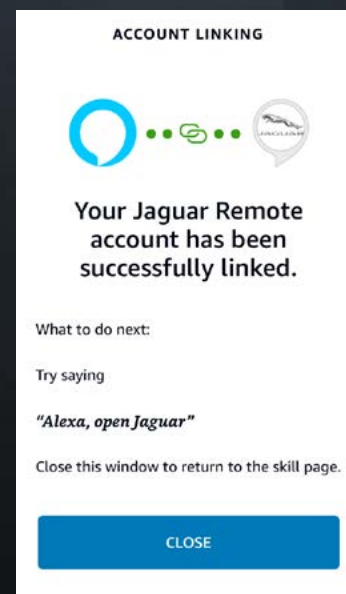 ACCOUNT LINKING
JAGUAR
Your Jaguar Remote
account has been
successfully linked.
What to do next:
Try saying
"Alexa, open Jaguar"
Close this window to return to the skill page.
CLOSE